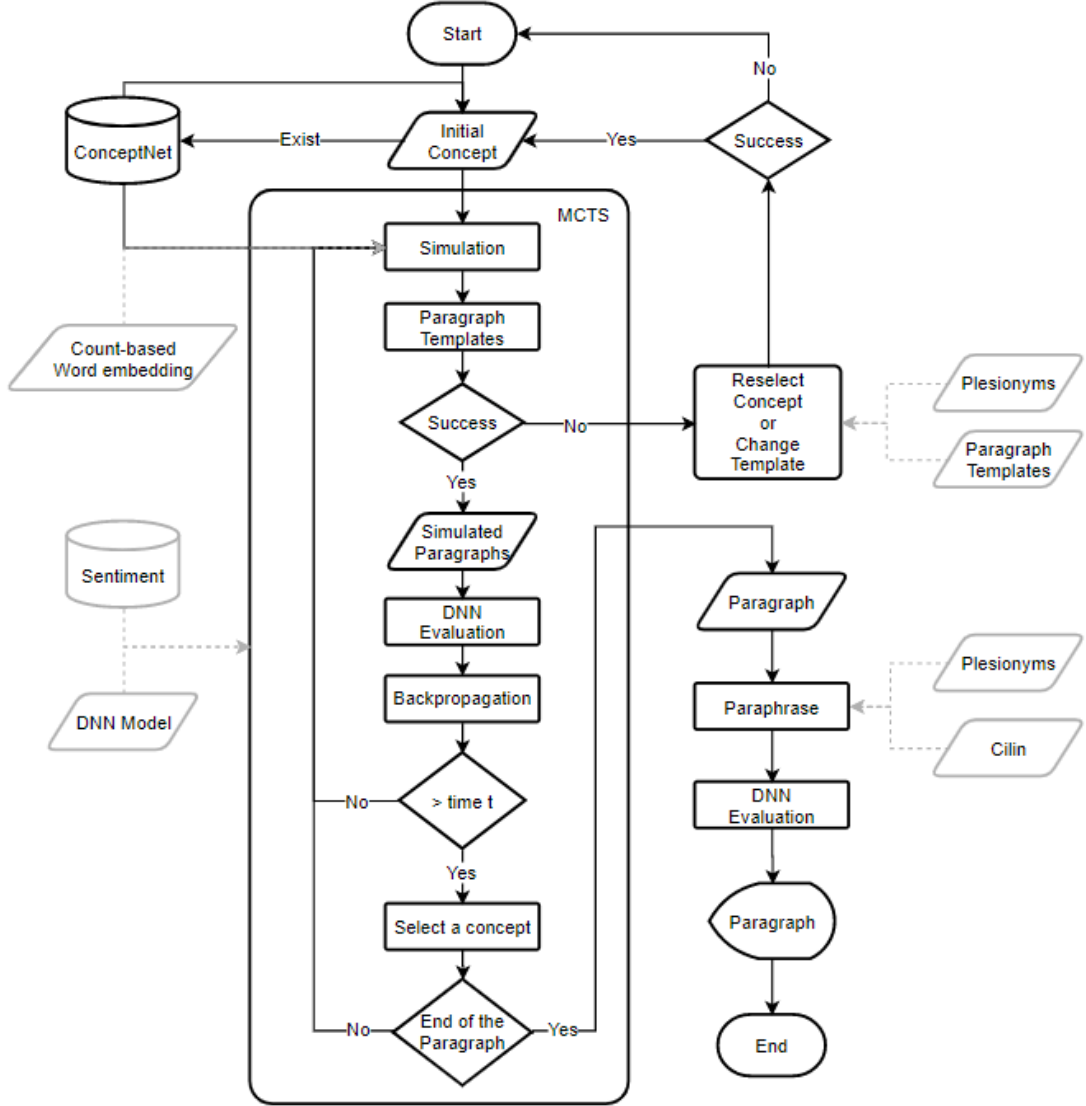 Start
No
ConceptNet
Exist
Initial
Concept
Yes
Success
MCTS
Simulation
Count-based
Word embedding
Paragraph
Templates
Success
No
Reselect
Concept
or
Change
Template
Plesionyms
Paragraph
Templates
Yes
Simulated
Paragraphs
Sentiment
DNN
Evaluation
Paragraph
DNN Model
Backpropagation
Paraphrase
Plesionyms
Cilin
No
> time t
DNN
Evaluation
Yes
Select a concept
Paragraph
No
End of the
Paragraph
Yes
End